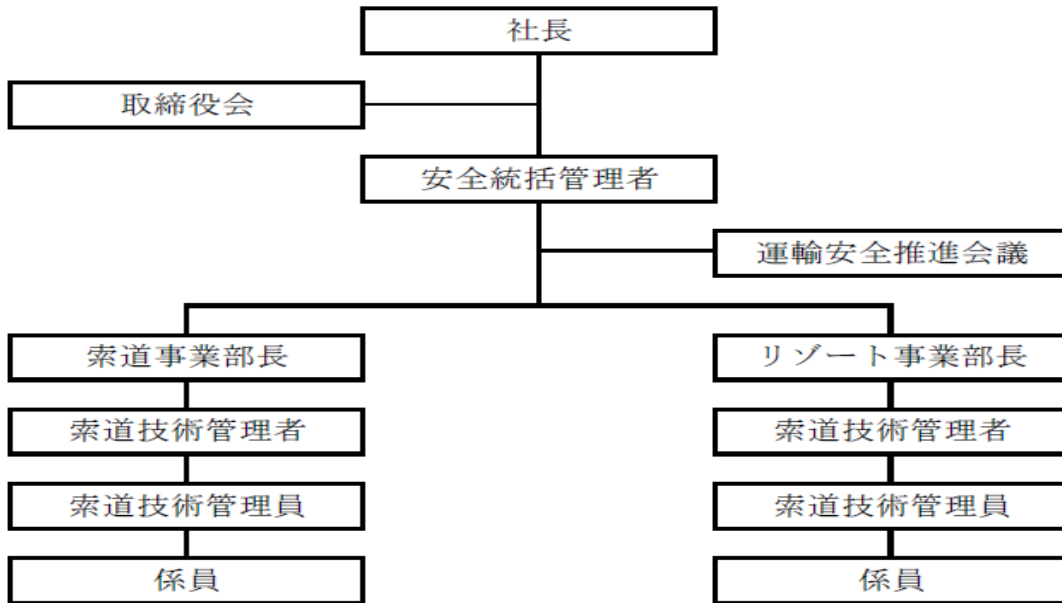 社長
取締役会
安全統括管理者
運輸安全推進会議
索道事業部長
リゾート事業部長
索道技術管理者
索道技術管理者
索道技術管理員
索道技術管理員
係員
係員